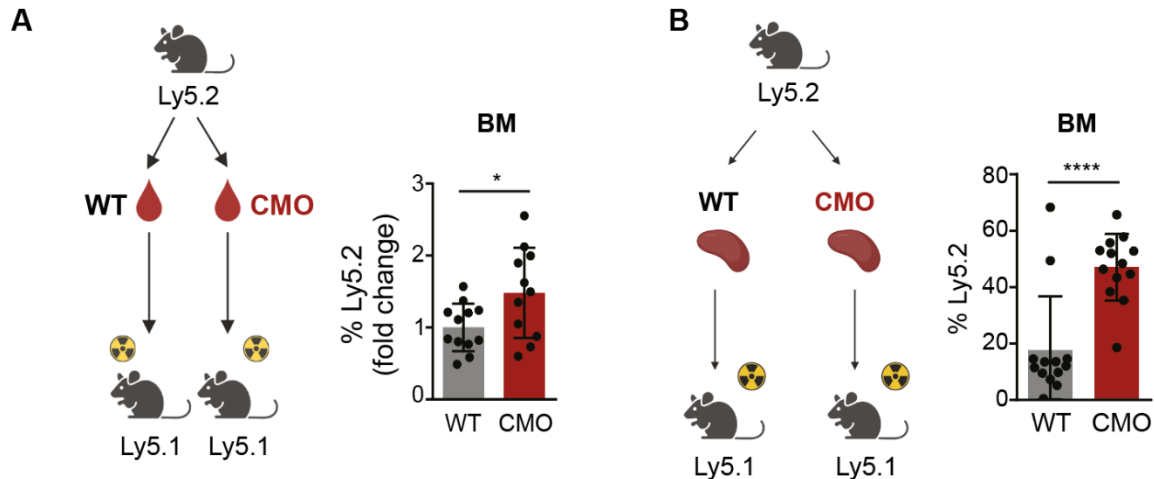 A
Ly5.2
WT CMO
Ly5.1 Ly5.1
BM
*
% Ly5.2
(fold change)
3
2
1
0
WT CMO
B
Ly5.2
WT CMO
Ly5.1 Ly5.1
BM
****
% Ly5.2
80
60
40
20
0
WT CMO